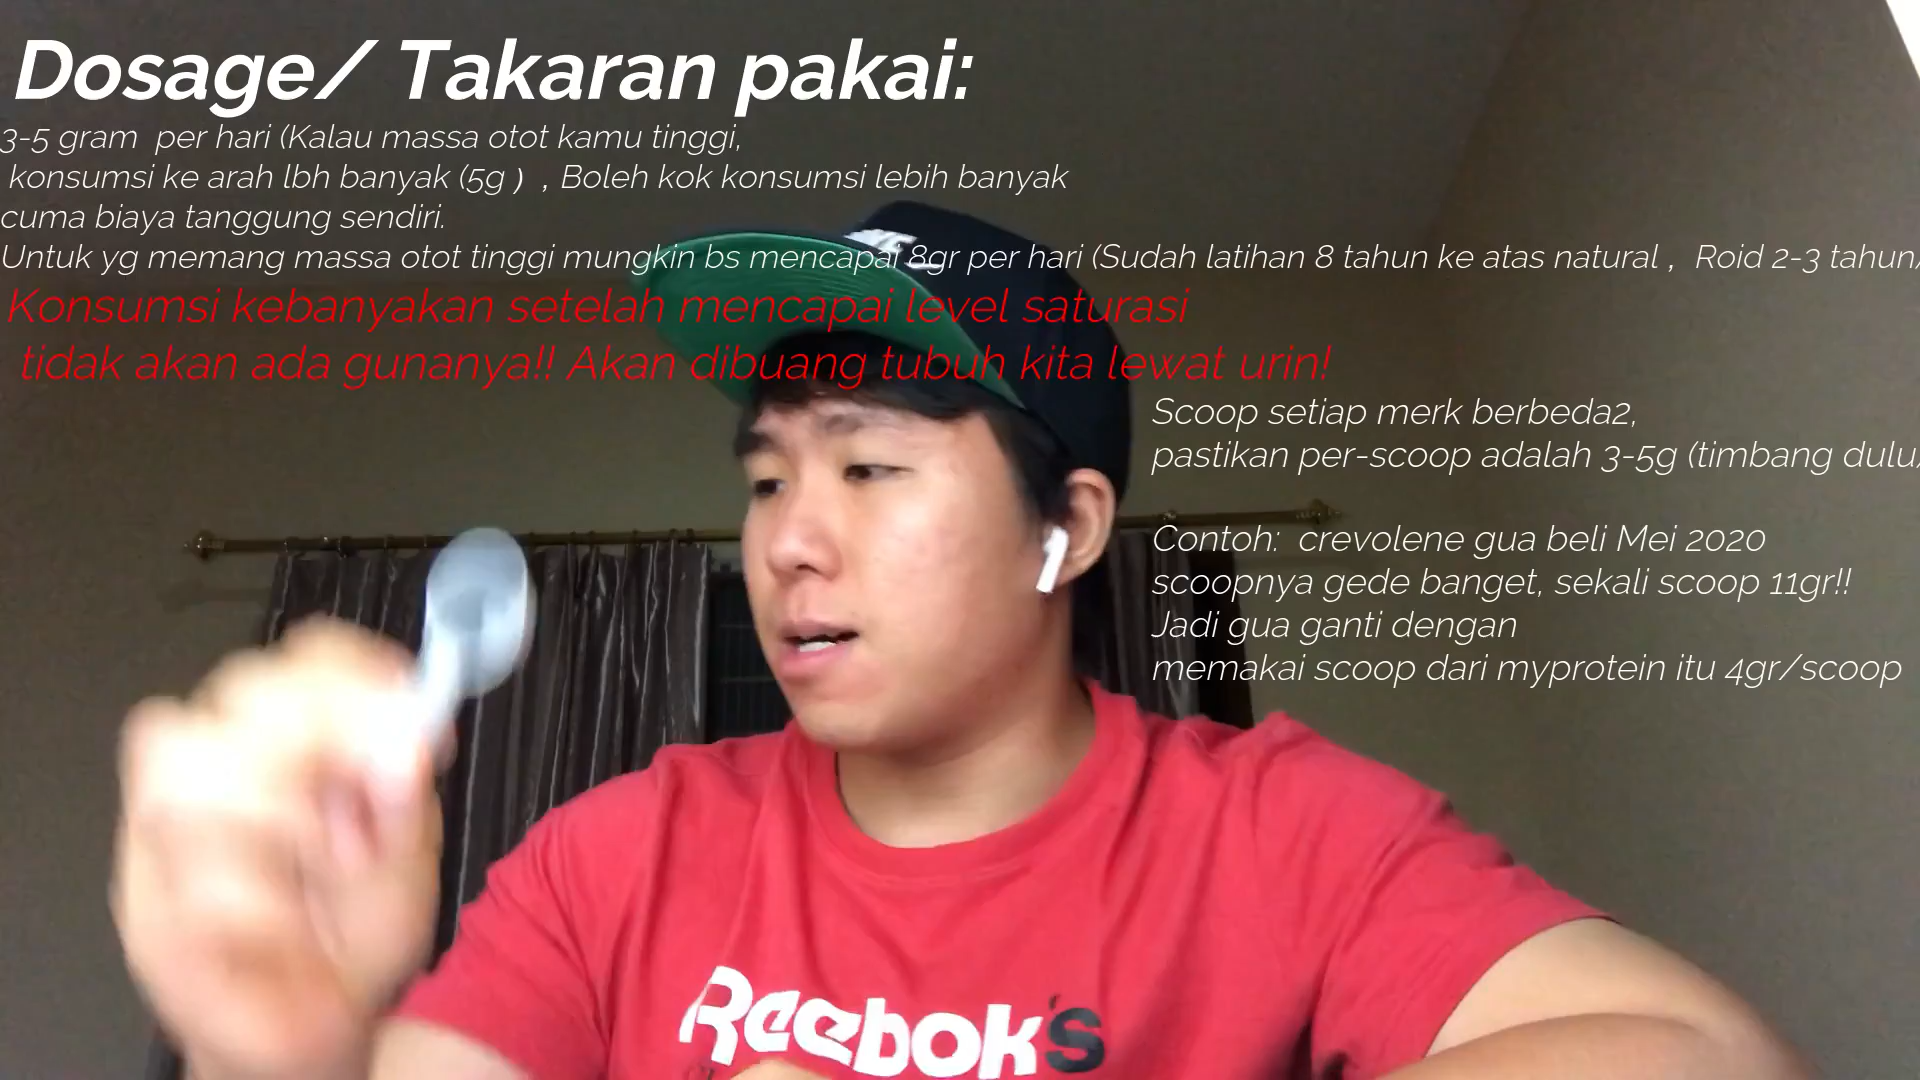 Dosage/ Takaran pakai:
3-5 gram per hari (Kalau massa otot kamu tinggi,
konsumsi ke arah lbh banyak (5g ) , Boleh kok konsumsi lebih banyak
cuma biaya tanggung sendiri.
Untuk yg memang massa otot tinggi mungkin bs mencapai 8gr per hari (Sudah latihan 8 tahun ke atas natural , Roid 2-3 tahun)
Konsumsi kebanyakan setelah mencapai level saturasi
tidak akan ada gunanya!! Akan dibuang tubuh kita lewat urin!
Scoop setiap merk berbeda2,
pastikan per-scoop adalah 3-5g (timbang dulu)
Contoh: crevolene gua beli Mei 2020
scoopnya gede banget, sekali scoop 11gr!!
Jadi gua ganti dengan
memakai scoop dari myprotein itu 4gr/scoop
Reebok's